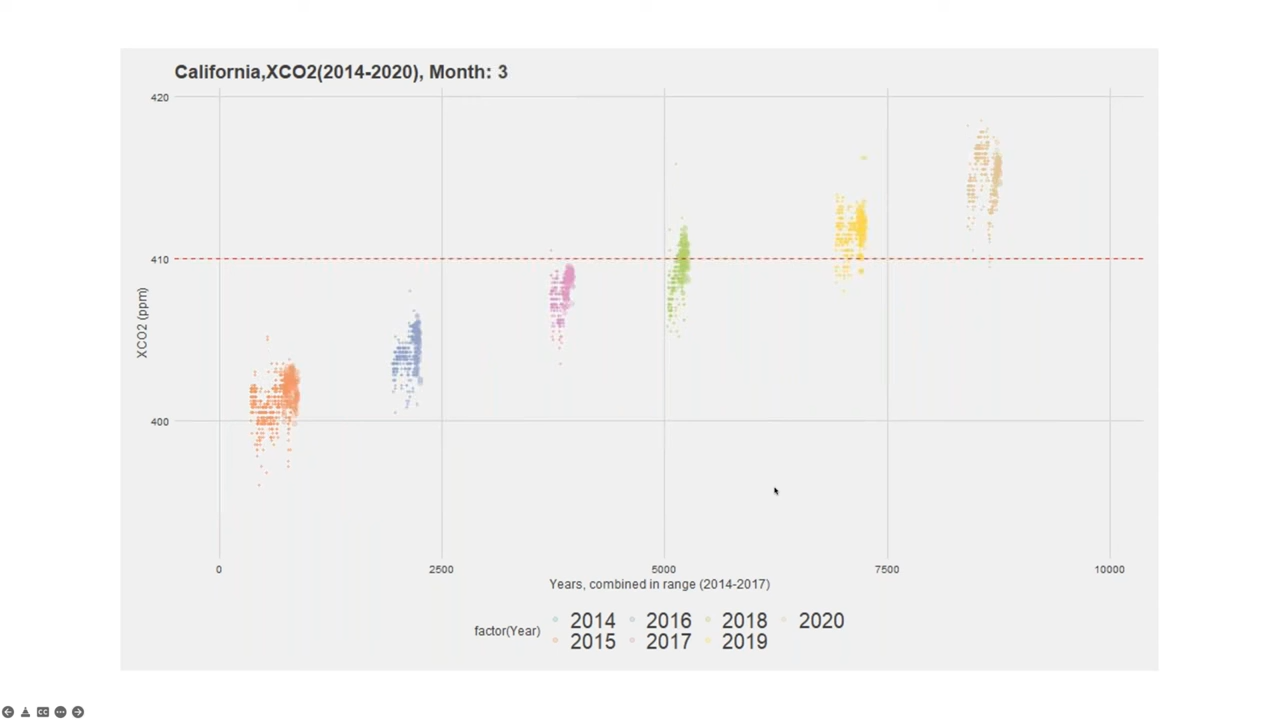 California,XCO2(2014-2020), Month: 3
420
410
400
XCO2 (ppm)
0 2500 5000 7500 10000
Years, combined in range (2014-2017)
factor(Year) 2014 2016 2018 2020
2015 2017 2019
CC